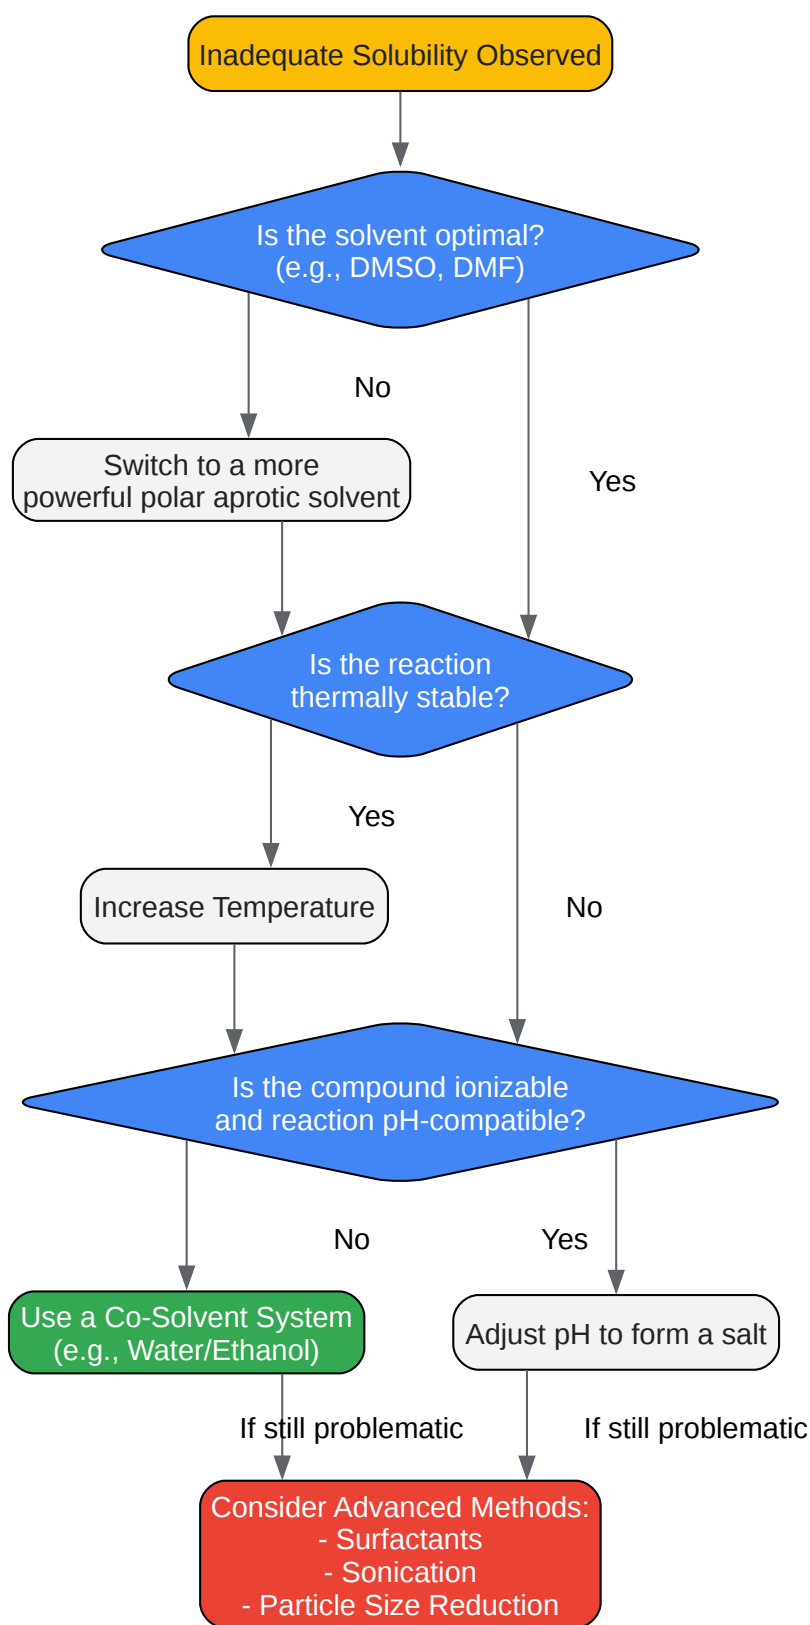 Inadequate Solubility Observed
Is the solvent optimal?
(e.g., DMSO, DMF)
No
Switch to a more
powerful polar aprotic solvent
Yes
Is the reaction
thermally stable?
Yes
Increase Temperature
No
Is the compound ionizable
and reaction pH-compatible?
No
Yes
Use a Co-Solvent System
(e.g., Water/Ethanol)
Adjust pH to form a salt
If still problematic
If still problematic
Consider Advanced Methods:
- Surfactants
- Sonication
- Particle Size Reduction